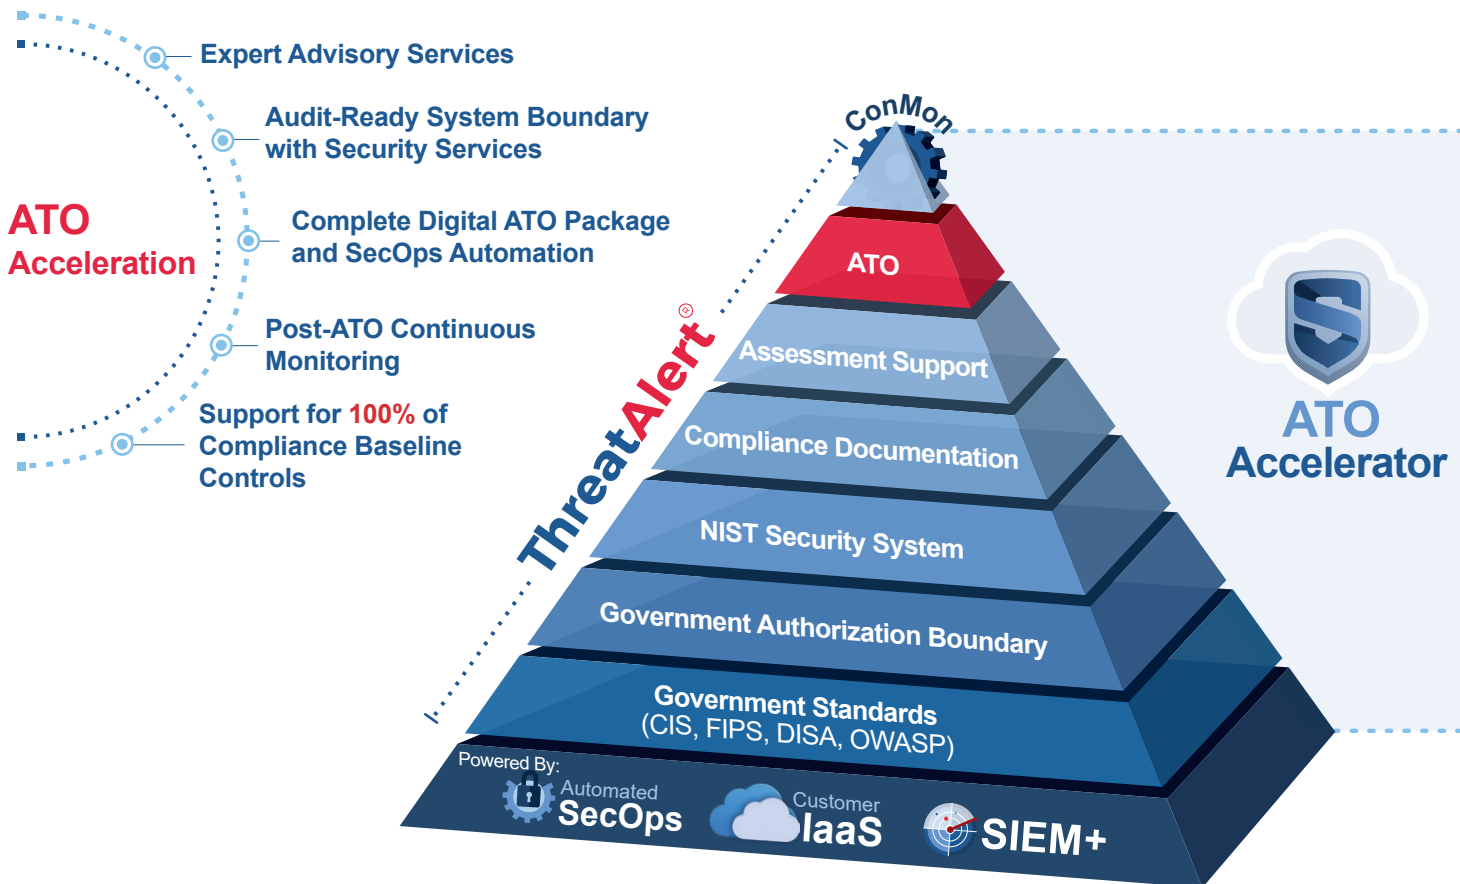 Expert Advisory Services
Audit-Ready System Boundary
with Security Services
ATO
Acceleration
Complete Digital ATO Package
and SecOps Automation
Post-ATO Continuous
Monitoring
Support for 100% of
Compliance Baseline
Controls
ThreatAlert®
ConMon
ATO
Assessment Support
Compliance Documentation
NIST Security System
Government Authorization Boundary
Government Standards
(CIS, FIPS, DISA, OWASP)
Powered By:
Automated
SecOps
Customer
IaaS
SIEM+
ATO
Accelerator